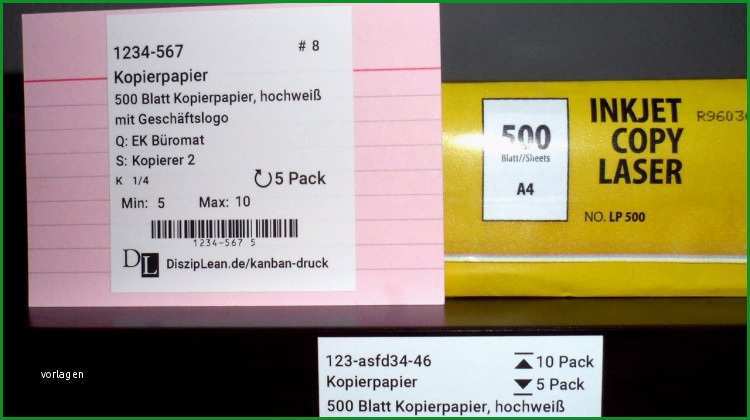 1234-567 # 8
Kopierpapier
500 Blatt Kopierpapier, hochweiß
mit Geschäftslogo
Q: EK Büromat
S: Kopierer 2
K 1/4
5 Pack
Min: 5 Max: 10
1234-567 5
DL DiszipLean.de/kanban-druck
500
Blatt//Sheets
A4
INKJET
COPY
LASER
NO. LP 500
123-asfd34-46 10 Pack
Kopierpapier 5 Pack
500 Blatt Kopierpapier, hochweiß
vorlagen